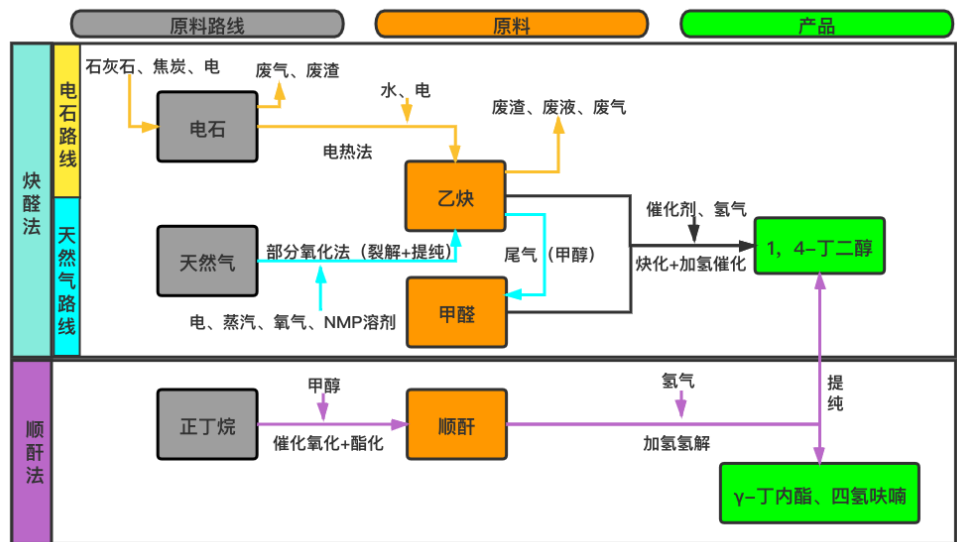 原料路线
原料
产品
炔醛法
电石路线
石灰石、焦炭、电
废气、废渣
电石
水、电
电热法
废渣、废液、废气
乙炔
天然气路线
天然气
部分氧化法（裂解+提纯）
电、蒸汽、氧气、NMP溶剂
尾气（甲醇）
甲醛
催化剂、氢气
炔化+加氢催化
1，4-丁二醇
顺酐法
正丁烷
甲醇
催化氧化+酯化
顺酐
氢气
加氢氢解
提纯
γ-丁内酯、四氢呋喃